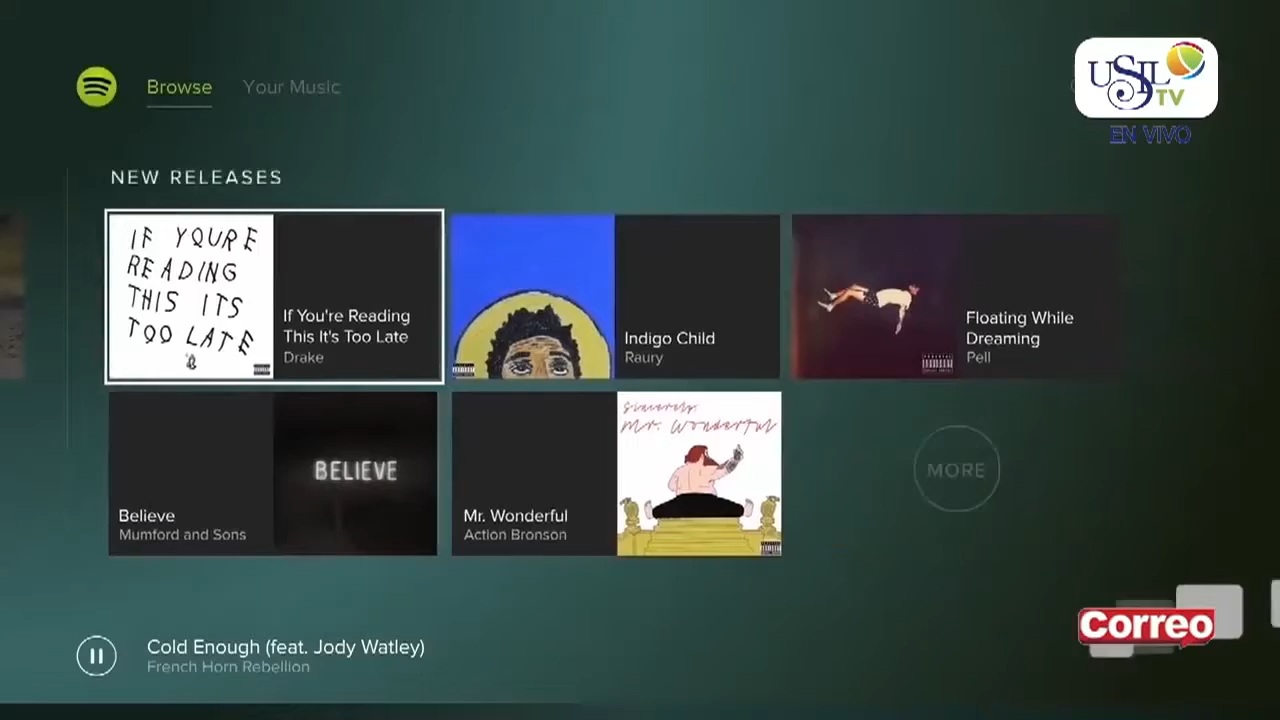 Browse
Your Music
USIL
TV
EN VIVO
NEW RELEASES
IF YOURE
READING
THIS ITS
TOO LATE
If You're Reading
This It's Too Late
Drake
Indigo Child
Raury
Floating While
Dreaming
Pell
Believe
Mumford and Sons
BELIEVE
Mr. Wonderful
Action Bronson
Sincerely,
Mr. Wonderful
MORE
Cold Enough (feat. Jody Watley)
French Horn Rebellion
Correo